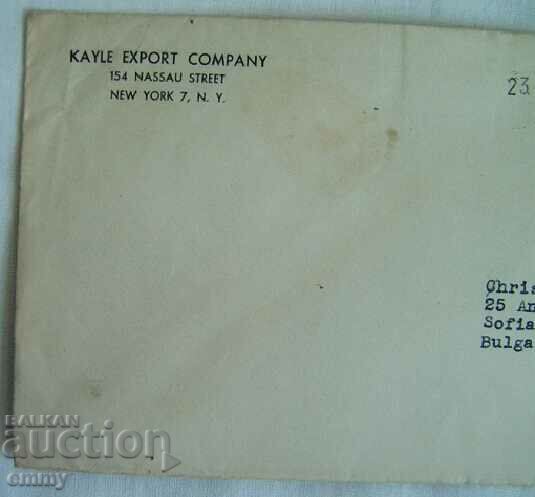 KAYLE EXPORT COMPANY
154 NASSAU STREET
NEW YORK 7, N. Y.
23
Chris
25 An
Sofia
Bulga
BALKAN
auction
emmy